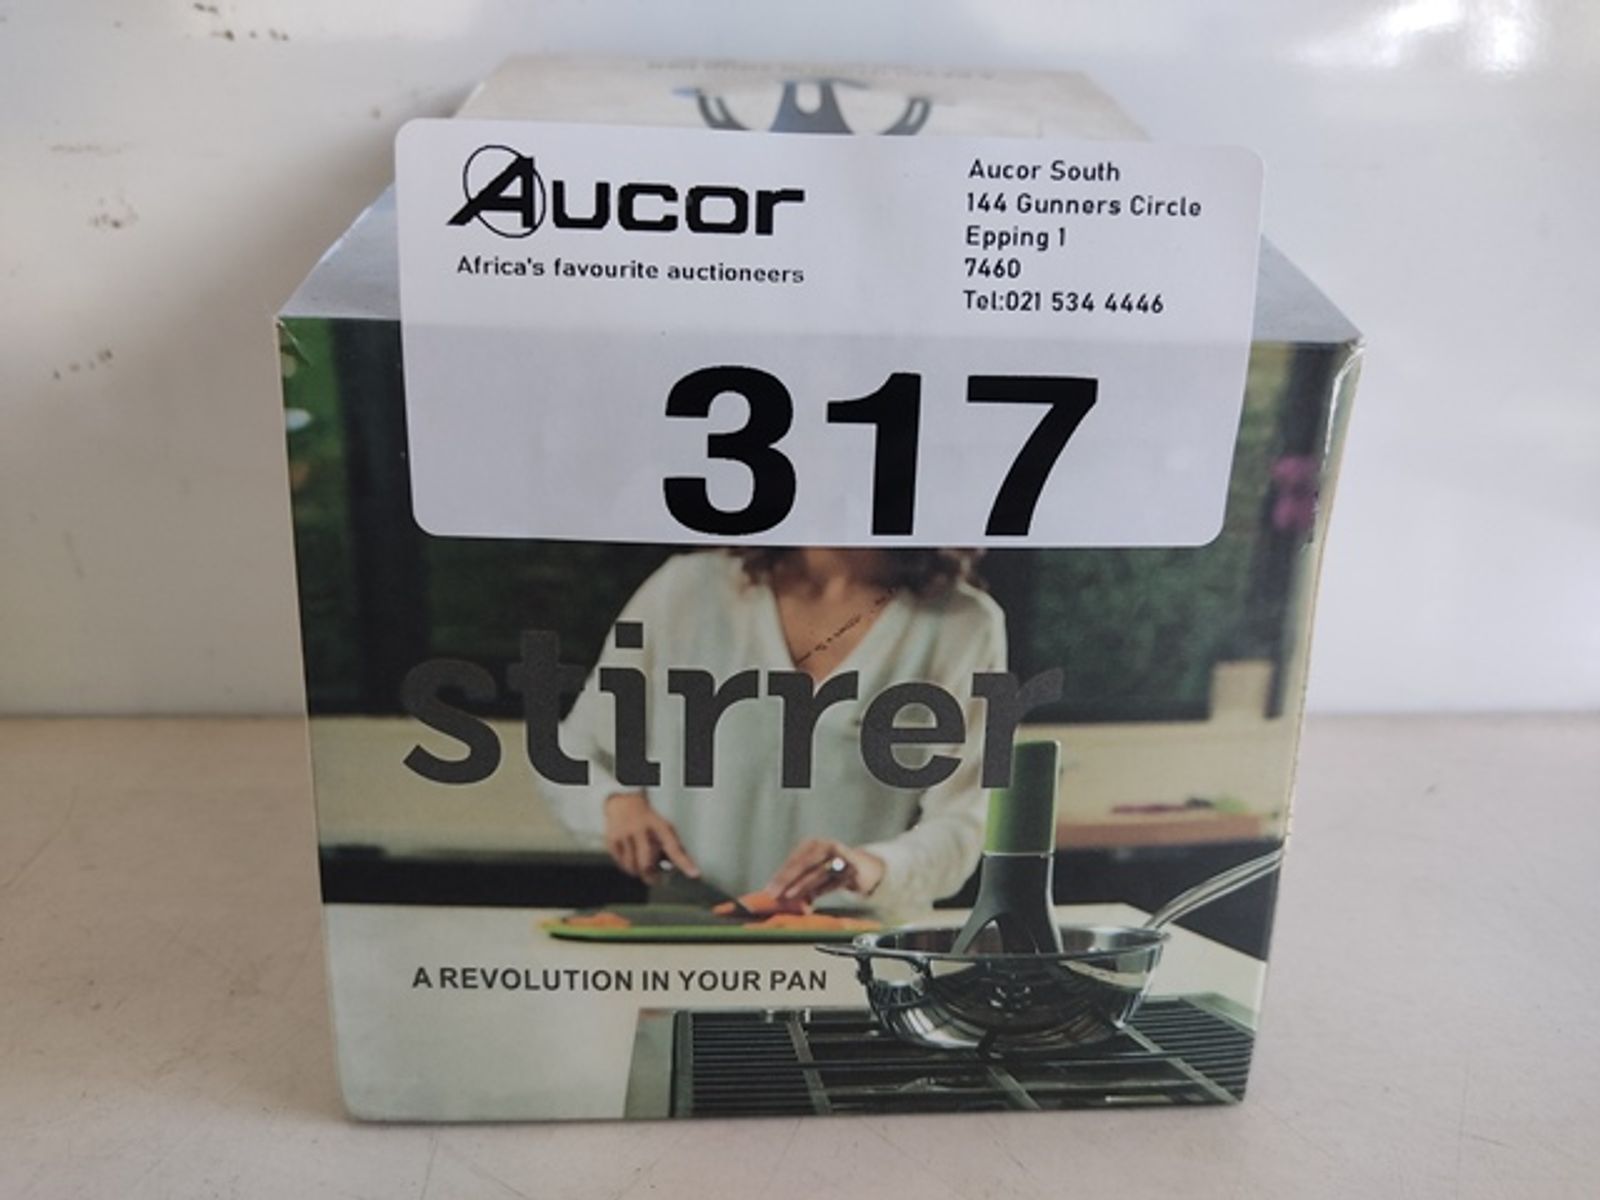 Aucor
Africa's favourite auctioneers
Aucor South
144 Gunners Circle
Epping 1
7460
Tel:021 534 4446
317
stirrer
A REVOLUTION IN YOUR PAN